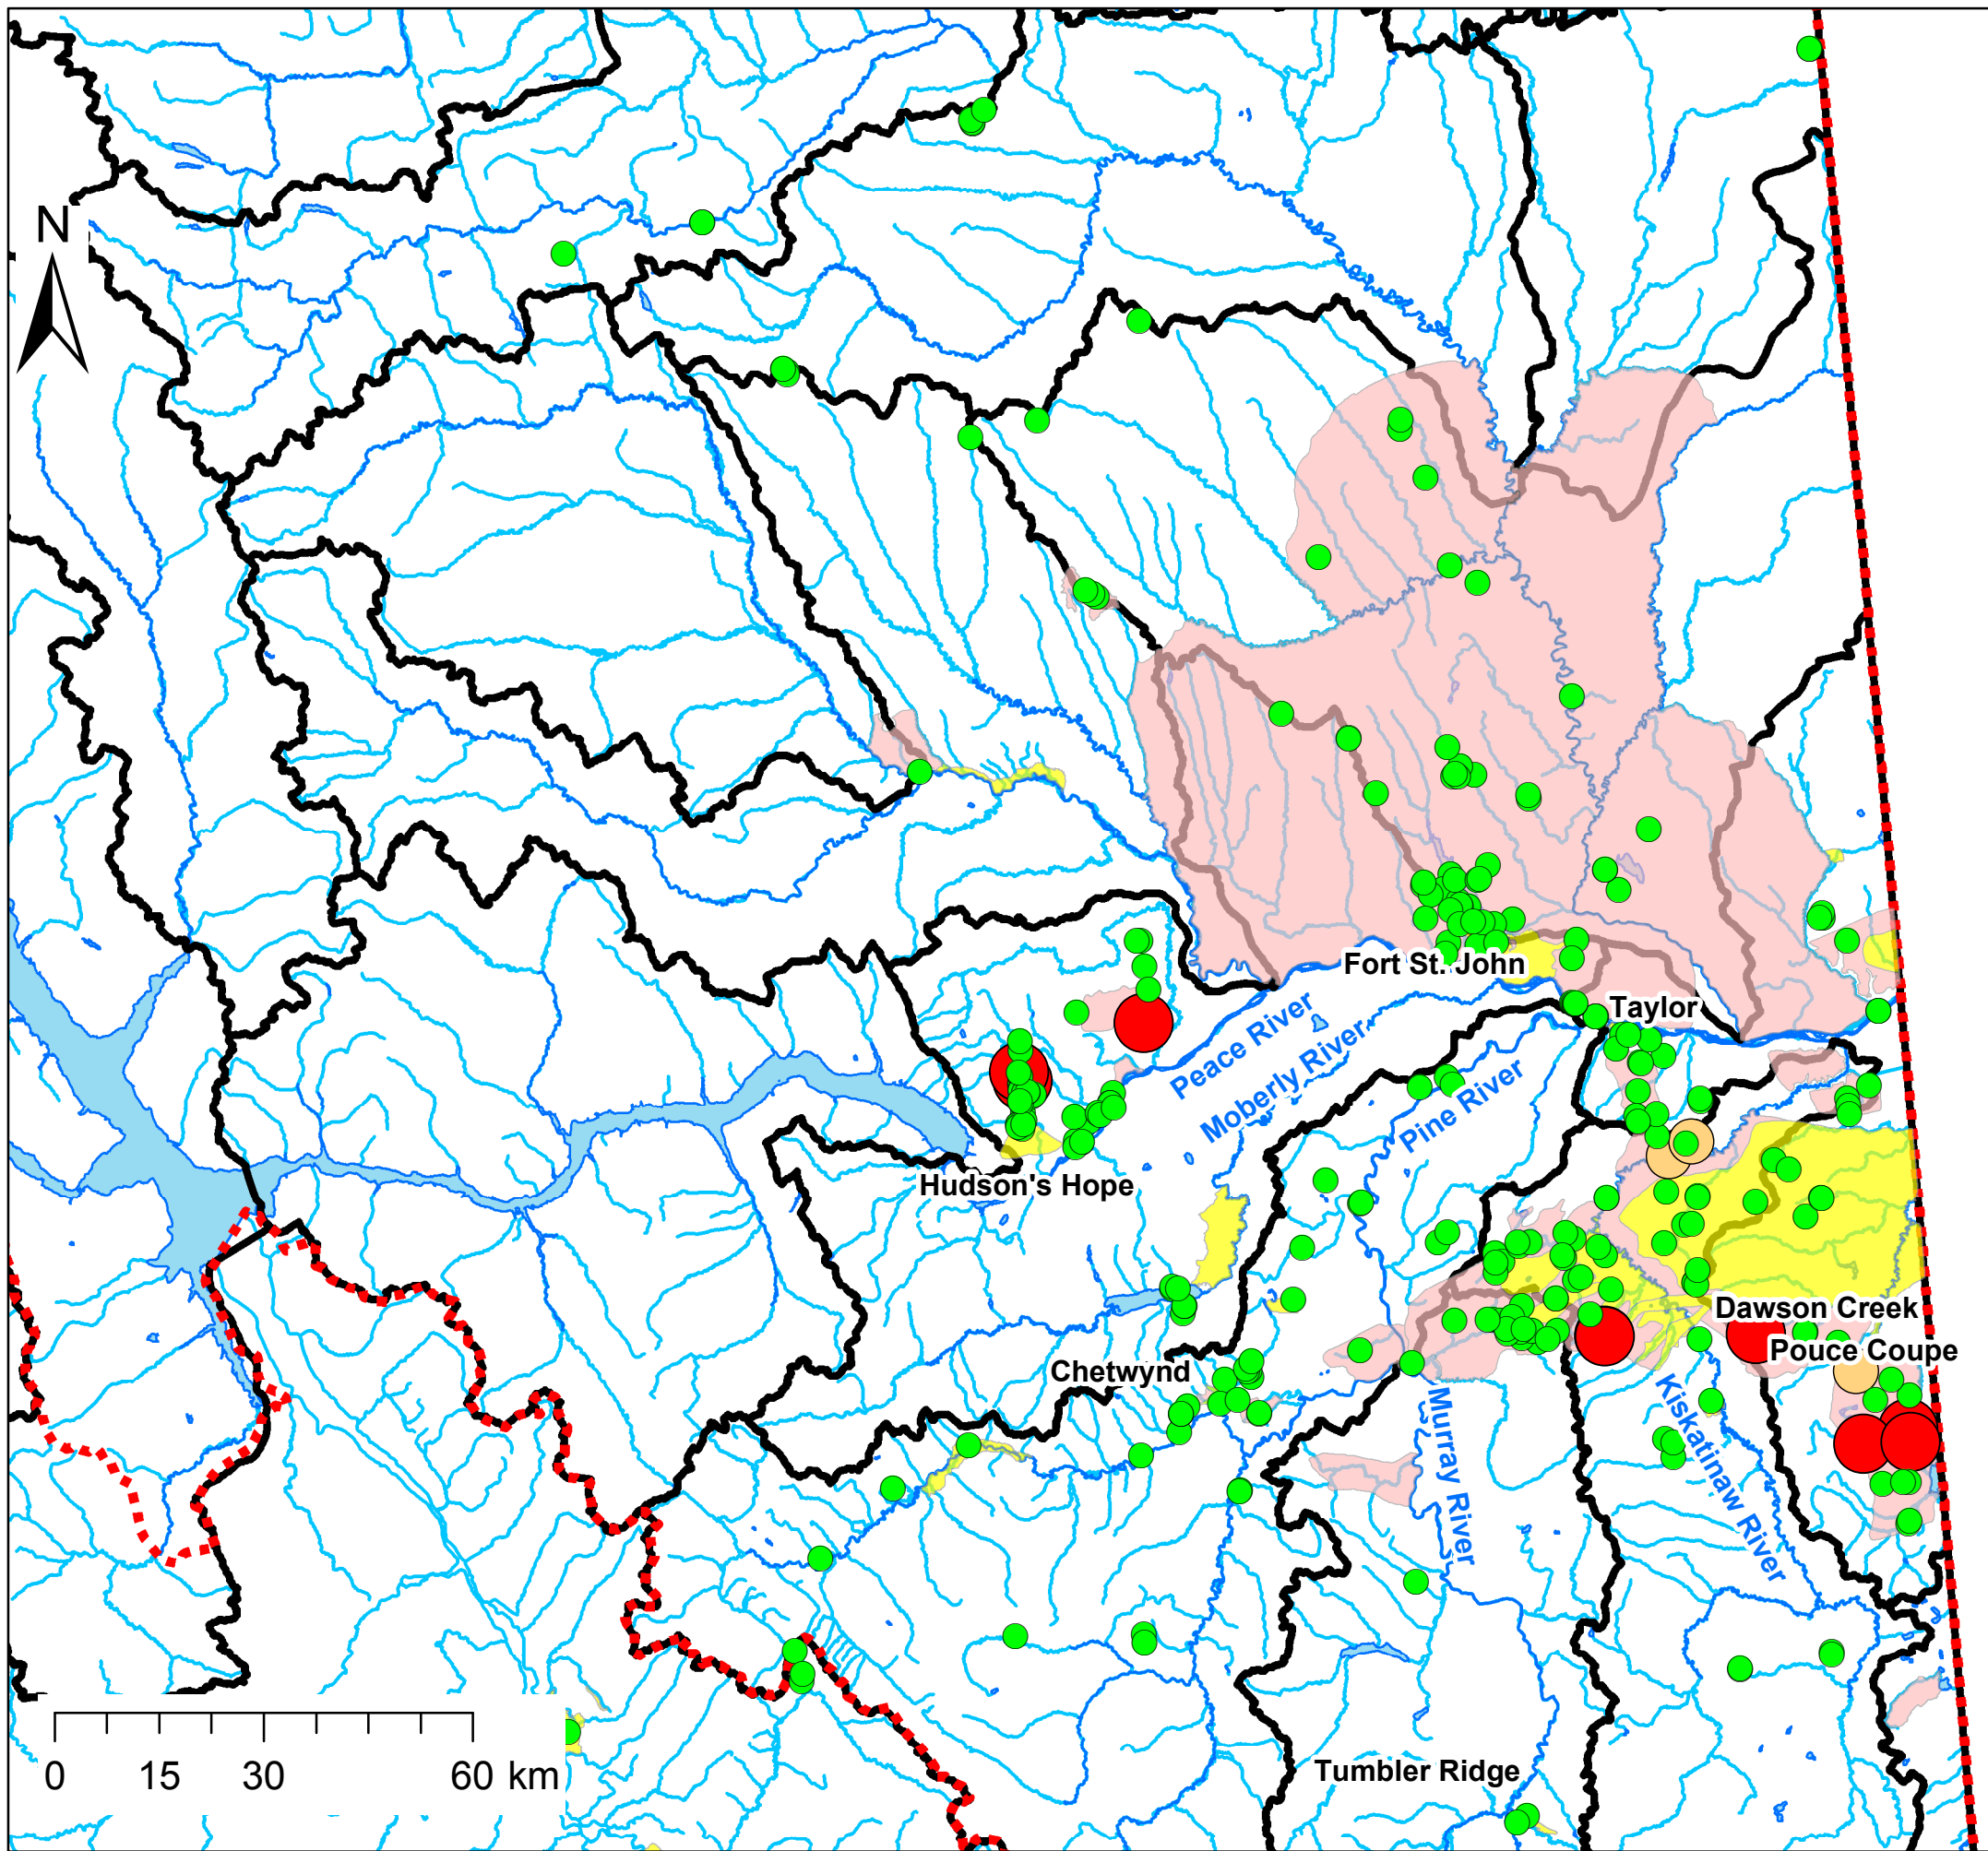 N
Fort St. John
Taylor
Peace River
Moberly River
Pine River
Hudson's Hope
Dawson Creek
Pouce Coupe
Chetwynd
Murray River
Kiskatinaw River
Tumbler Ridge
0 15 30 60 km